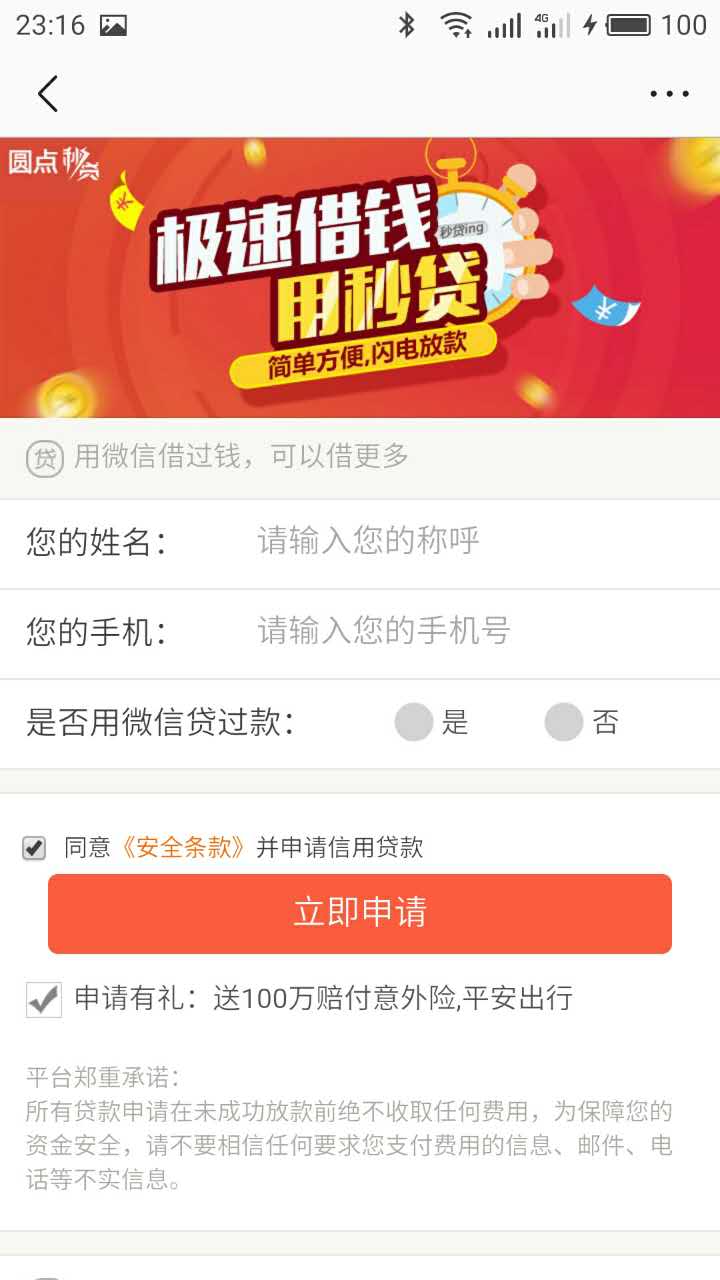 23:16
4G
100
圆点秒贷
极速借钱
秒贷ing
用秒贷
简单方便,闪电放款
贷 用微信借过钱，可以借更多
您的姓名： 请输入您的称呼
您的手机： 请输入您的手机号
是否用微信贷过款： 是 否
同意《安全条款》并申请信用贷款
立即申请
申请有礼：送100万赔付意外险,平安出行
平台郑重承诺：
所有贷款申请在未成功放款前绝不收取任何费用，为保障您的
资金安全，请不要相信任何要求您支付费用的信息、邮件、电
话等不实信息。